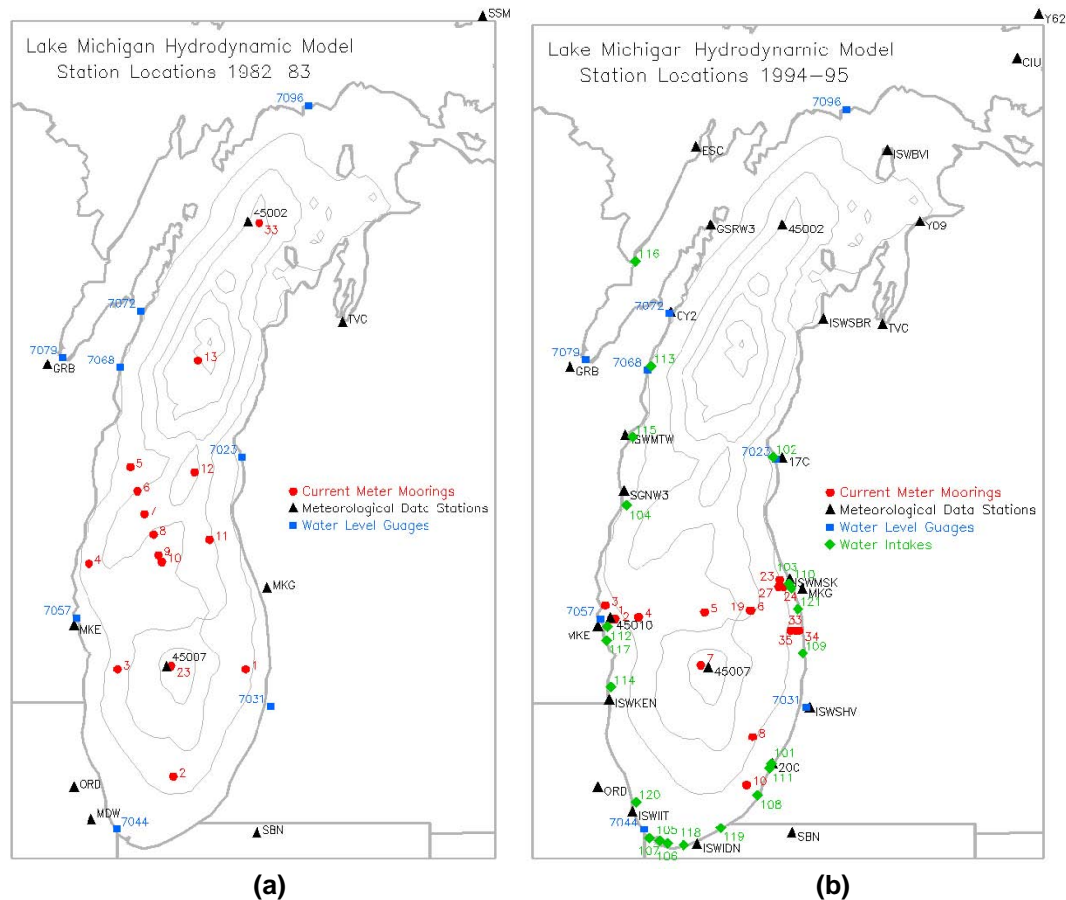 SSM
Lake Michigan Hydrodynamic Model
Station Locations 1982 83
7096
45002
33
7072
TVC
7079
GRB
7068
13
7023
5
12
6
7
8
11
9
10
4
MKG
7057
MKE
45007
3
23
1
7031
2
ORD
MDW
7044
SBN
Current Meter Moorings
Meteorological Data Stations
Water Level Guages
(a)
Y62
CIU
Lake Michigar Hydrodynamic Model
Station Locations 1994-95
7096
ESC
ISWBVI
GSRW3
45002
Y09
116
7072
CY2
ISWSBR
TVC
7079
GRB
7068
113
115
ISWMTW
7023
102
17C
SGNW3
104
Current Meter Moorings
Meteorological Data Stations
Water Level Guages
Water Intakes
103
110
23
ISWMSK
27
24
MKG
3
1
2
4
5
19
6
121
7057
45010
MKE
112
33
35
34
117
109
7
45007
114
ISWKEN
7031
ISWSHV
8
101
20C
111
10
108
ORD
120
ISWIIT
7044
105
107
106
118
ISWIDN
119
SBN
(b)